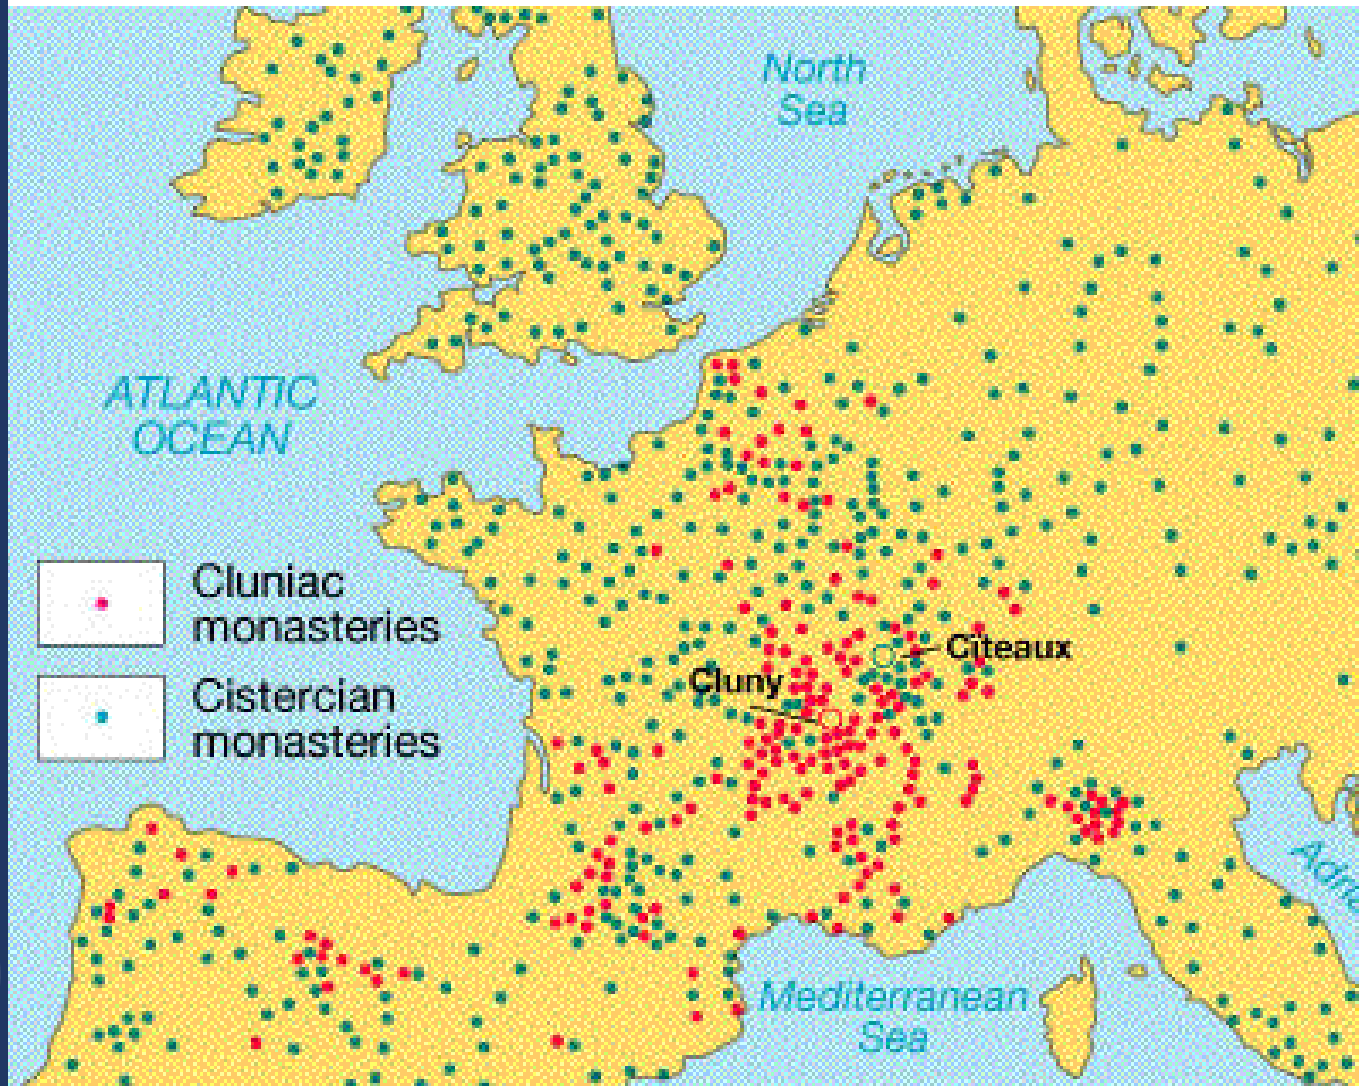 North
Sea
ATLANTIC
OCEAN
Cluniac
monasteries
Cîteaux
Cluny
Cistercian
monasteries
Mediterranean
Sea